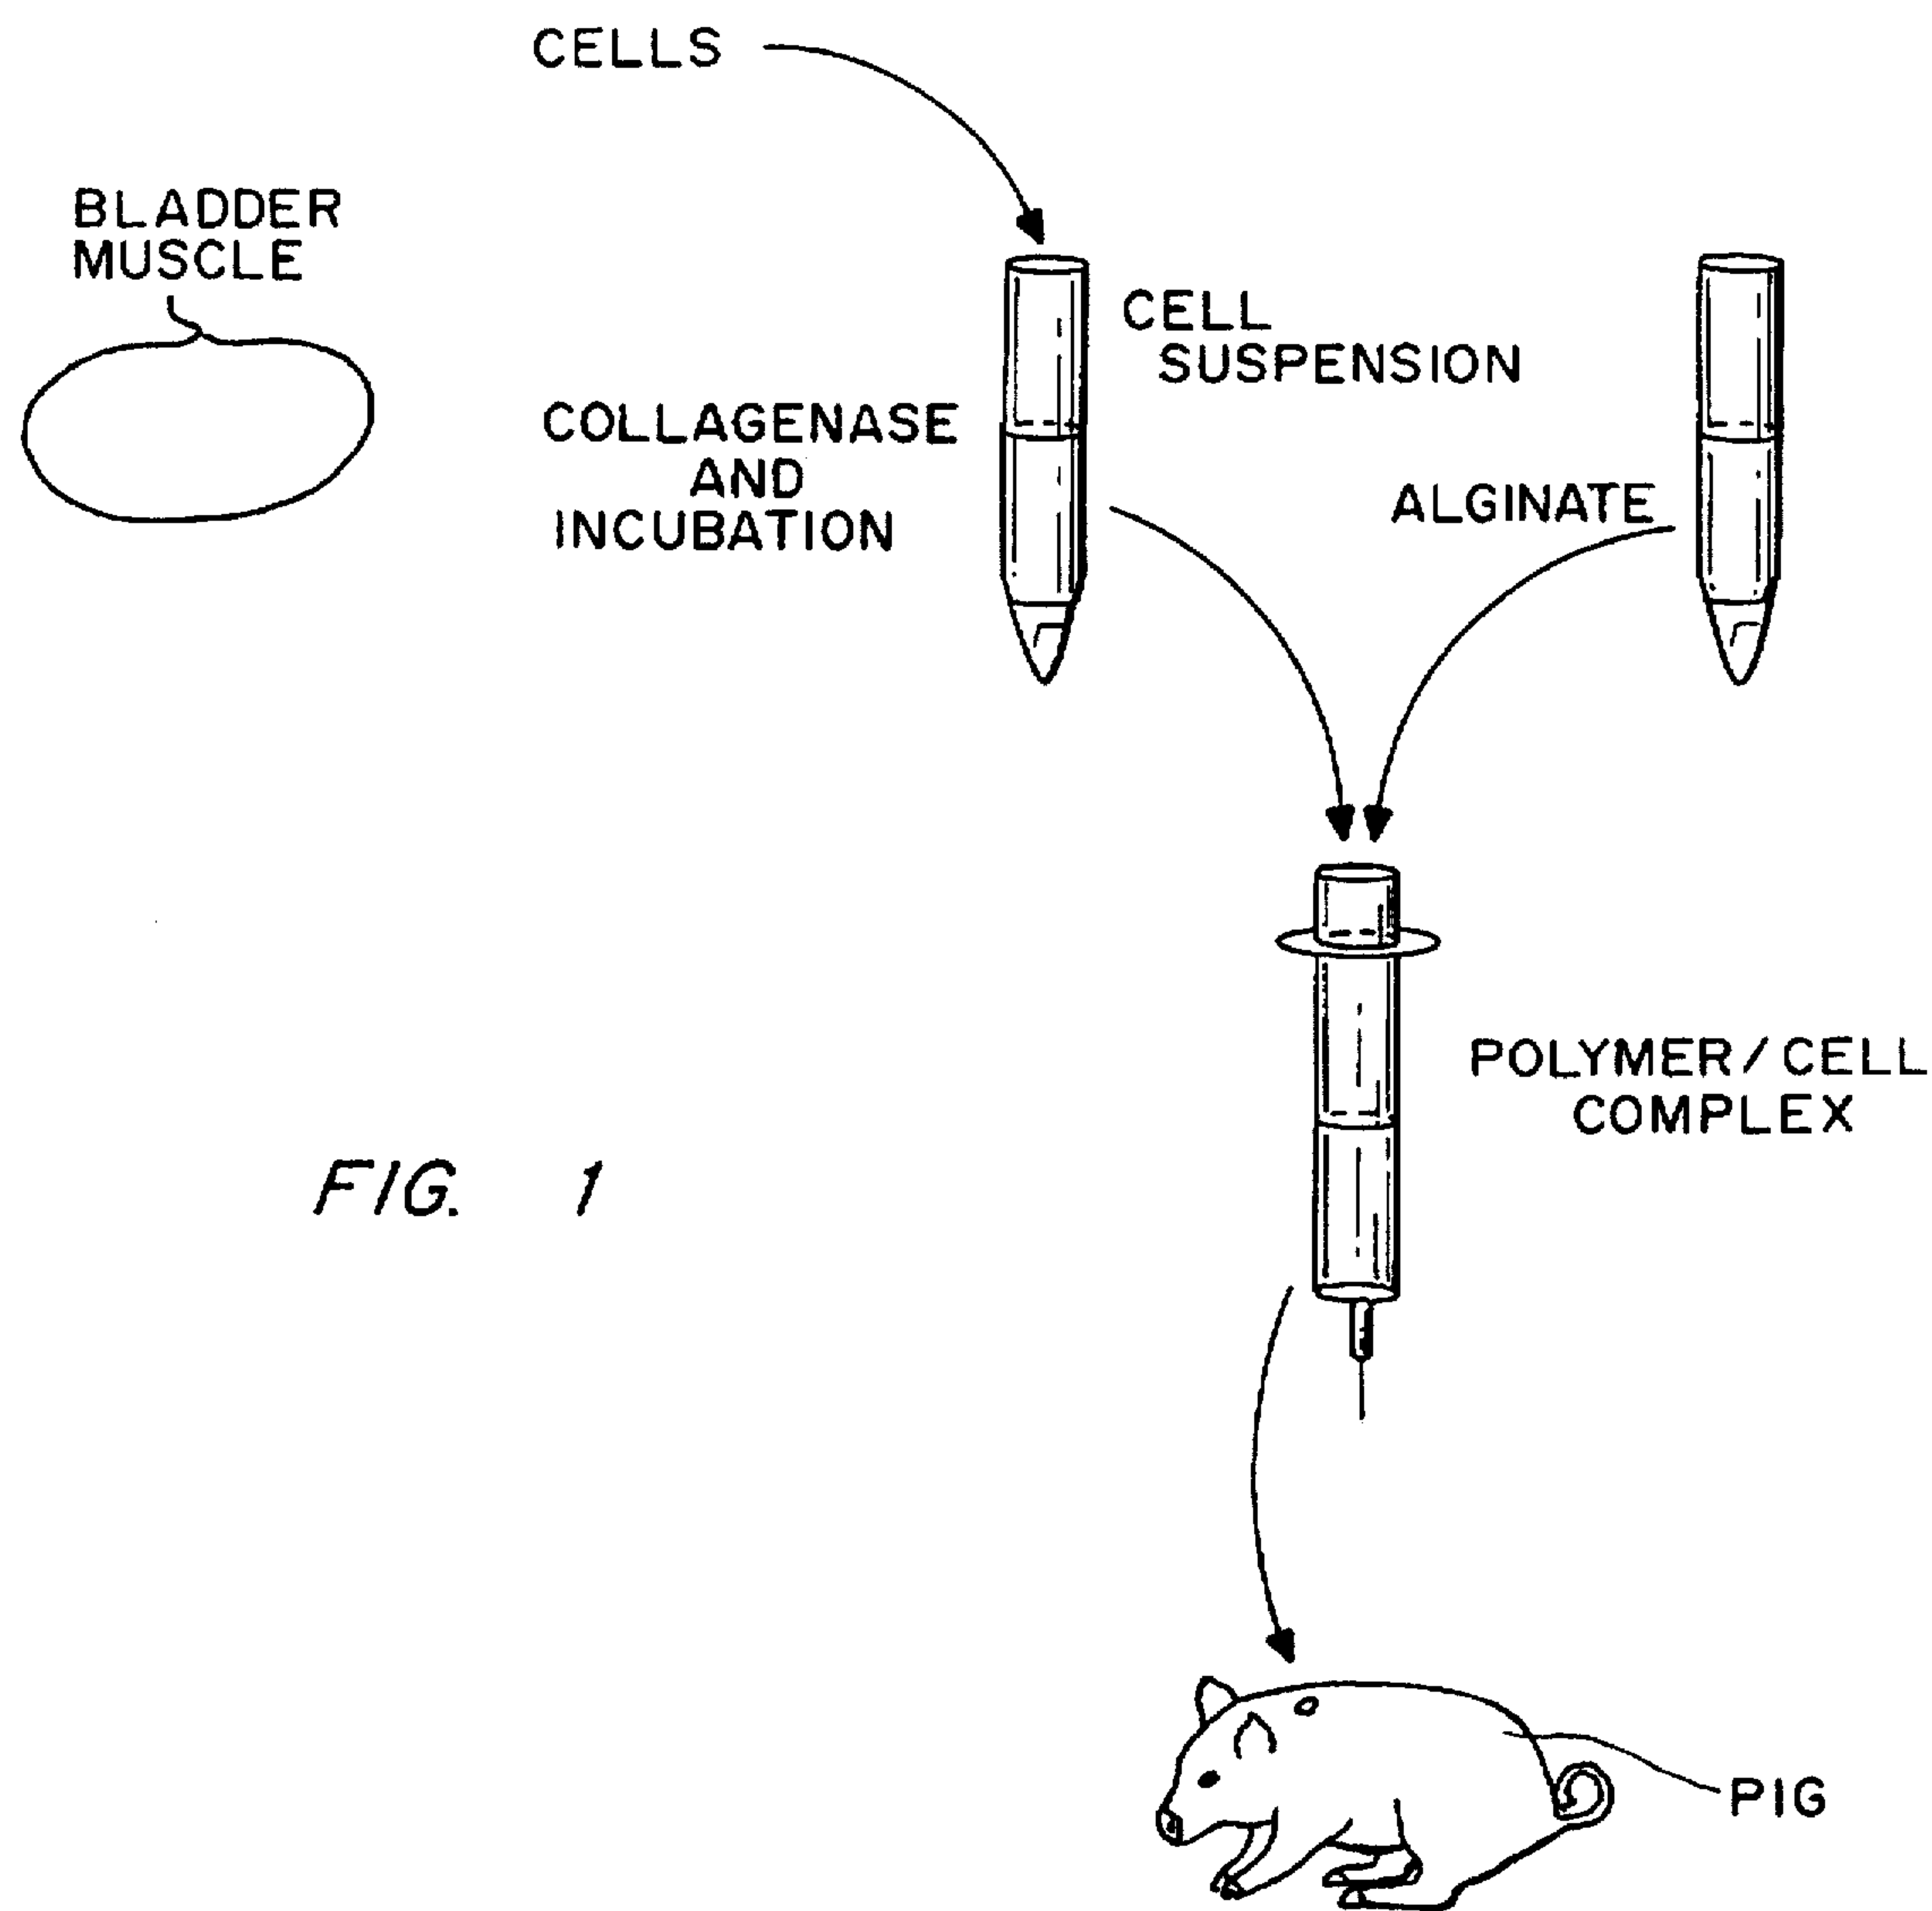 CELLS
BLADDER
MUSCLE
CELL
SUSPENSION
COLLAGENASE
AND
INCUBATION
ALGINATE
POLYMER/CELL
COMPLEX
FIG. 1
PIG